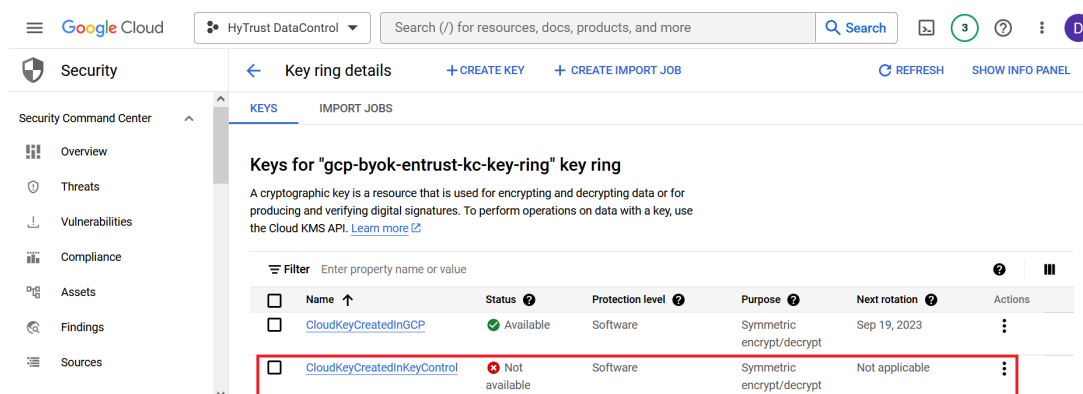 Google Cloud
HyTrust DataControl
Search (/) for resources, docs, products, and more
Search
3
D
Security
Key ring details
+ CREATE KEY
+ CREATE IMPORT JOB
REFRESH
SHOW INFO PANEL
KEYS
IMPORT JOBS
Security Command Center
Overview
Threats
Vulnerabilities
Compliance
Assets
Findings
Sources
Keys for "gcp-byok-entrust-kc-key-ring" key ring
A cryptographic key is a resource that is used for encrypting and decrypting data or for
producing and verifying digital signatures. To perform operations on data with a key, use
the Cloud KMS API. Learn more
Filter Enter property name or value
Name Status Protection level Purpose Next rotation Actions
CloudKeyCreatedInGCP Available Software Symmetric Sep 19, 2023
encrypt/decrypt
CloudKeyCreatedInKeyControl Not Software Symmetric Not applicable
available encrypt/decrypt